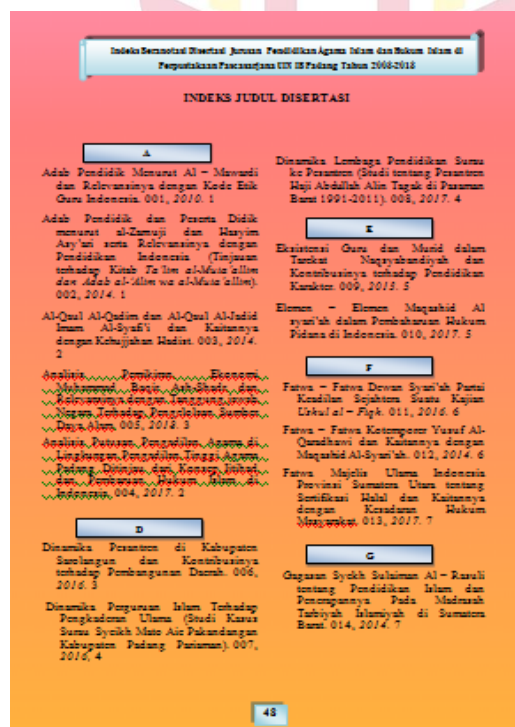 Indeks Beranotasi Disertasi Jurusan Pendidikan Agama Islam dan Hukum Islam di
Perpustakaan Pascasarjana UIN IB Padang Tahun 2008-2018
INDEKS JUDUL DISERTASI
A
Adab Pendidik Menurut Al – Mawardi
dan Relevansinya dengan Kode Etik
Guru Indonesia. 001, 2010. 1
Adab Pendidik dan Peserta Didik
menurut al-Zarnuji dan Hasyim
Asy'ari serta Relevansinya dengan
Pendidikan Indonesia (Tinjauan
terhadap Kitab Ta'lim al-Muta'allim
dan Adab al-'Alim wa al-Muta'allim).
002, 2014. 1
Al-Qaul Al-Qadim dan Al-Qaul Al-Jadid
Imam Al-Syafi'i dan Kaitannya
dengan Kehujjahan Hadist. 003, 2014.
2
Analisis Pemikiran Ekonomi
Muhammad Baqir Ash-Shadr dan
Relevansinya dengan Tanggung jawab
Negara Terhadap Pengelolaan Sumber
Daya Alam, 005, 2018. 3
Analisis Putusan Pengadilan Agama di
Lingkungan Pengadilan Tinggi Agama
Padang Ditinjau dari Konsep Ijtihad
dan Pembaruan Hukum Islam di
Indonesia, 004, 2017. 2
D
Dinamika Pesantren di Kabupaten
Sarolangun dan Kontribusinya
terhadap Pembangunan Daerah. 006,
2016. 3
Dinamika Perguruan Islam Terhadap
Pengkaderan Ulama (Studi Kasus
Surau Syeikh Mato Aie Pakandangan
Kabupaten Padang Pariaman). 007,
2016, 4
Dinamika Lembaga Pendidikan Surau
ke Pesantren (Studi tentang Pesantren
Haji Abdullah Alin Tagak di Pasaman
Barat 1991-2011). 008, 2017. 4
E
Eksistensi Guru dan Murid dalam
Tarekat Naqsyabandiyah dan
Kontribusinya terhadap Pendidikan
Karakter. 009, 2015. 5
Elemen – Elemen Maqashid Al
syari'ah dalam Pembaharuan Hukum
Pidana di Indonesia. 010, 2017. 5
F
Fatwa – Fatwa Dewan Syari'ah Partai
Keadilan Sejahtera Suatu Kajian
Ushul al – Fiqh. 011, 2016. 6
Fatwa – Fatwa Kotemporer Yusuf Al-
Qaradhawi dan Kaitannya dengan
Maqashid Al-Syari'ah. 012, 2014. 6
Fatwa Majelis Ulama Indonesia
Provinsi Sumatera Utara tentang
Sertifikasi Halal dan Kaitannya
dengan Kesadaran Hukum
Masyarakat. 013, 2017. 7
G
Gagasan Syekh Sulaiman Al – Rasuli
tentang Pendidikan Islam dan
Penerapannya Pada Madrasah
Tarbiyah Islamiyah di Sumatera
Barat. 014, 2014. 7
48